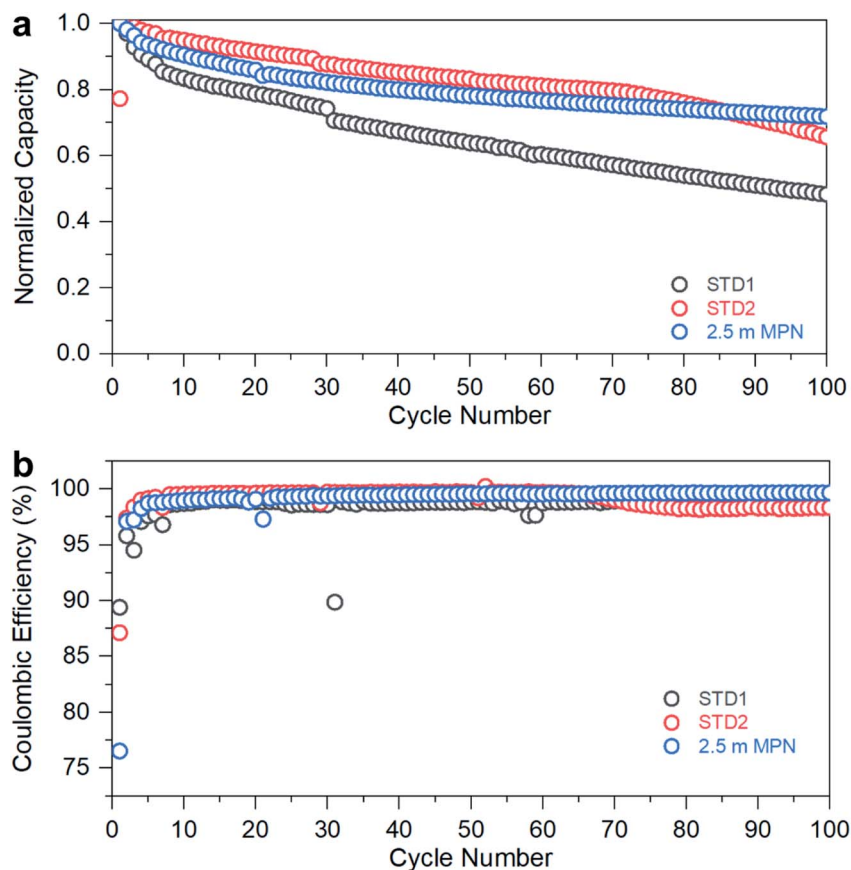 a
Normalized Capacity
1.0
0.8
0.6
0.4
0.2
0.0
STD1
STD2
2.5 m MPN
0 10 20 30 40 50 60 70 80 90 100
Cycle Number
b
Coulombic Efficiency (%)
100
95
90
85
80
75
STD1
STD2
2.5 m MPN
0 10 20 30 40 50 60 70 80 90 100
Cycle Number